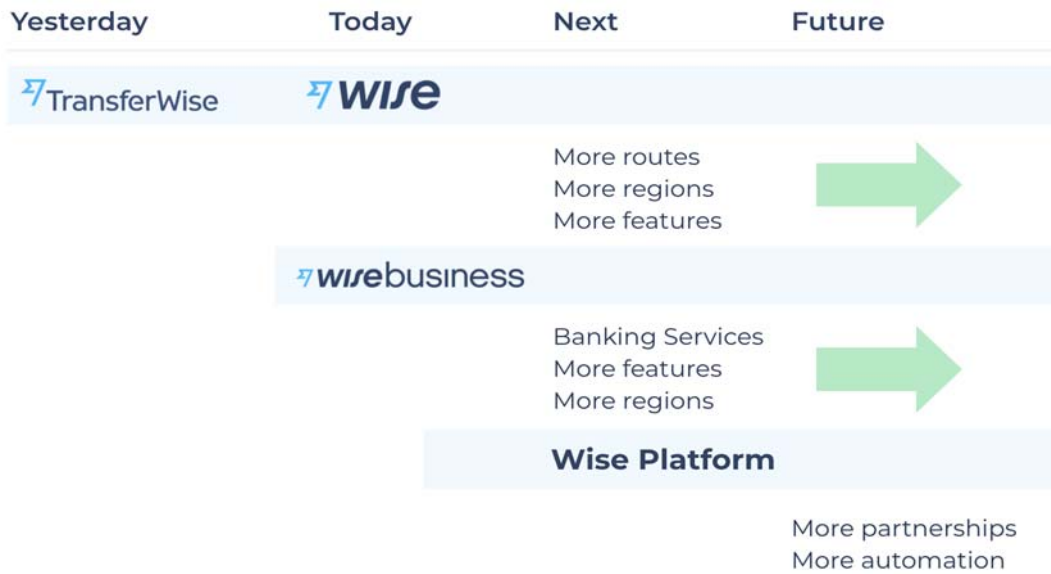 Yesterday Today Next Future
TransferWise wise
More routes
More regions
More features
wisebusiness
Banking Services
More features
More regions
Wise Platform
More partnerships
More automation